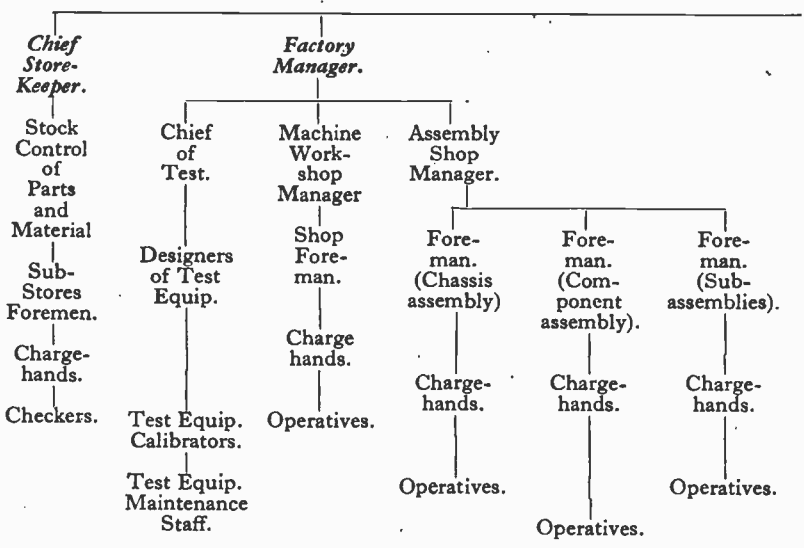 Chief
Store-
Keeper.
Stock
Control
of
Parts
and
Material
Sub-
Stores
Foremen.
Charge-
hands.
Checkers.
Factory
Manager.
Chief
of
Test.
Designers
of Test
Equip.
Test Equip.
Calibrators.
Test Equip.
Maintenance
Staff.
Machine
Work-
shop
Manager
Shop
Fore-
man.
Charge
hands.
Operatives.
Assembly
Shop
Manager.
Fore-
man.
(Chassis
assembly)
Charge-
hands.
Operatives.
Fore-
man.
(Com-
ponent
assembly).
Charge-
hands.
Operatives.
Fore-
man.
(Sub-
assemblies).
Charge-
hands.
Operatives.